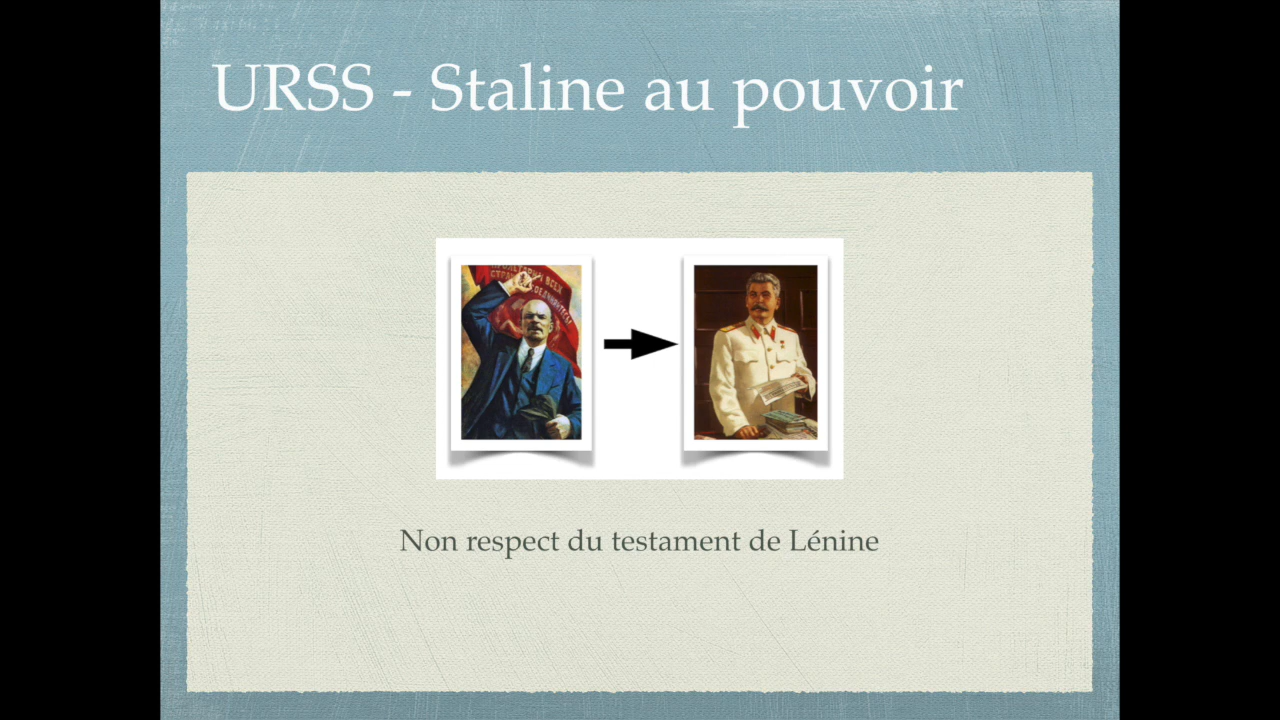 URSS - Staline au pouvoir
Non respect du testament de Lénine